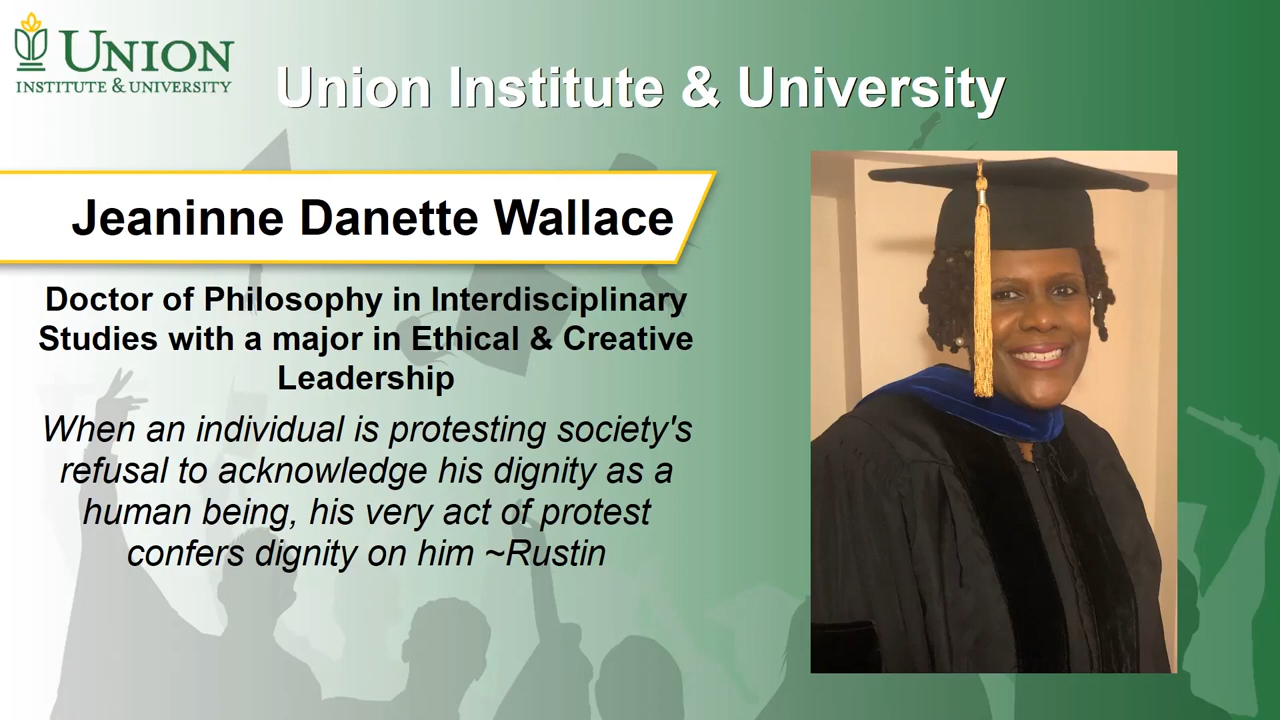 UNION
INSTITUTE & UNIVERSITY
Union Institute & University
Jeaninne Danette Wallace
Doctor of Philosophy in Interdisciplinary
Studies with a major in Ethical & Creative
Leadership
When an individual is protesting society's
refusal to acknowledge his dignity as a
human being, his very act of protest
confers dignity on him ~Rustin